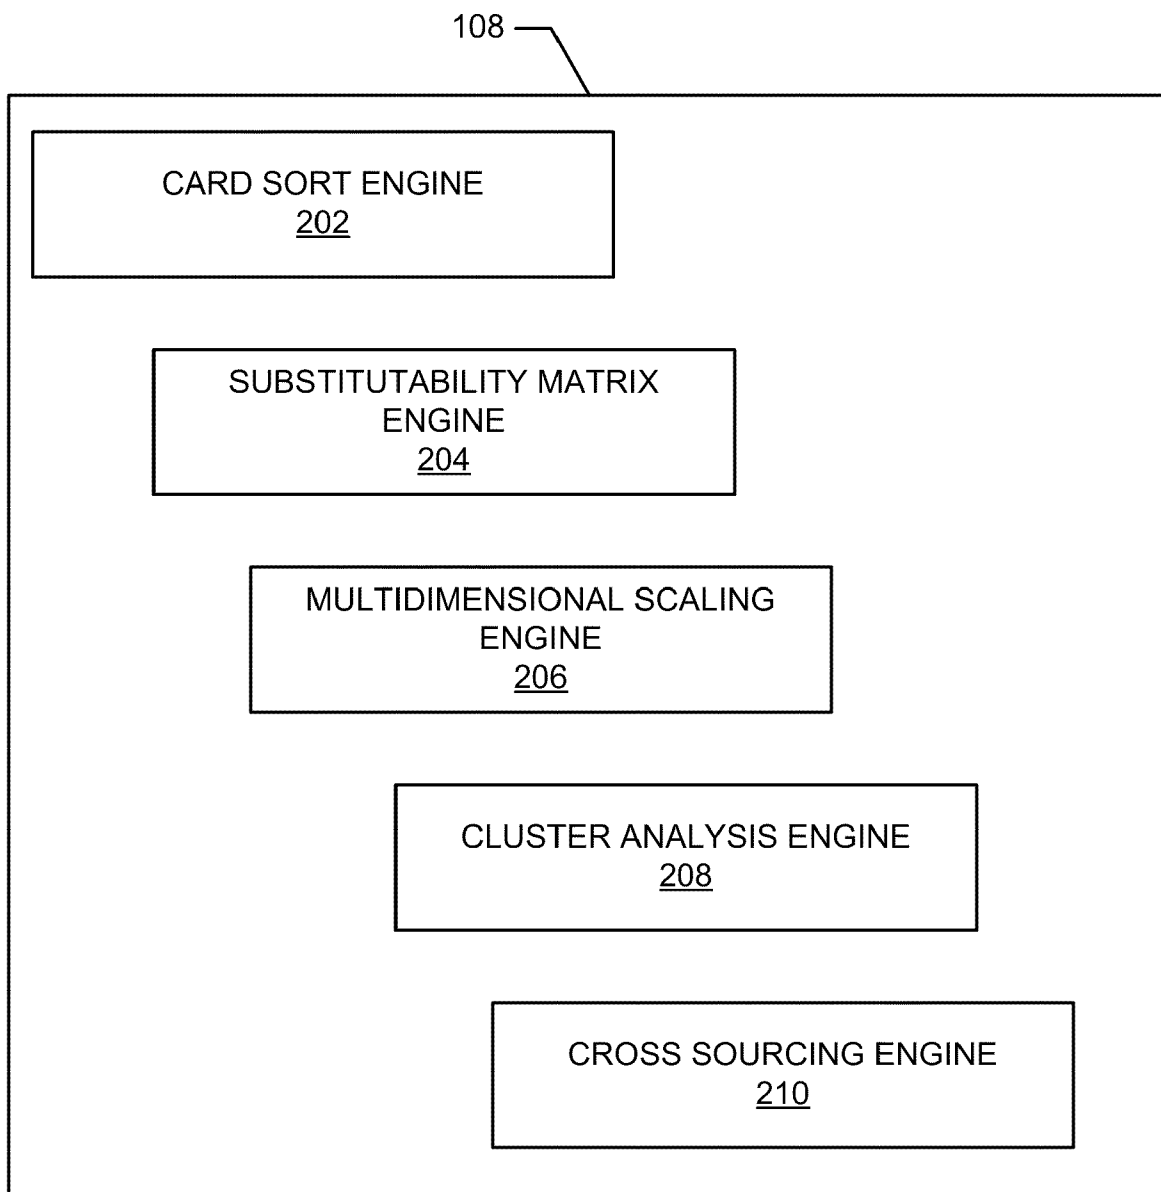 108
CARD SORT ENGINE
202
SUBSTITUTABILITY MATRIX
ENGINE
204
MULTIDIMENSIONAL SCALING
ENGINE
206
CLUSTER ANALYSIS ENGINE
208
CROSS SOURCING ENGINE
210